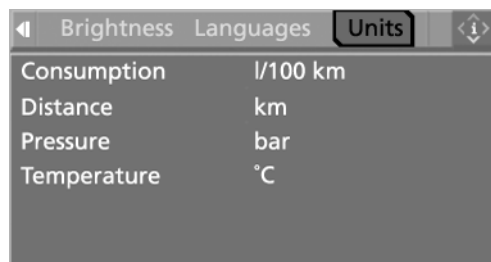 Brightness Languages Units i
Consumption l/100 km
Distance km
Pressure bar
Temperature °C